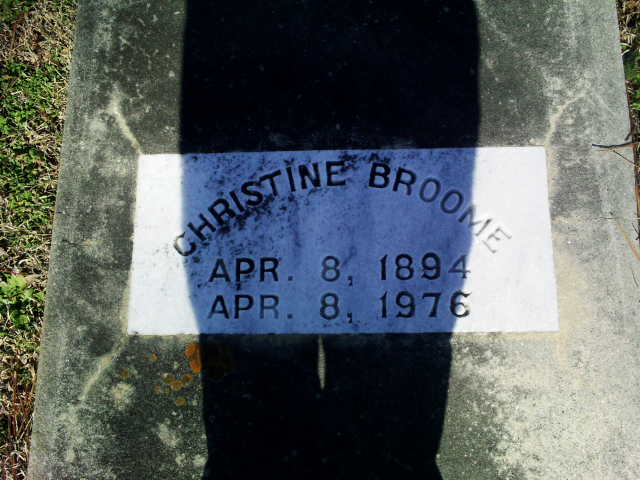 CHRISTINE BROOME
APR. 8, 1894
APR. 8, 1976